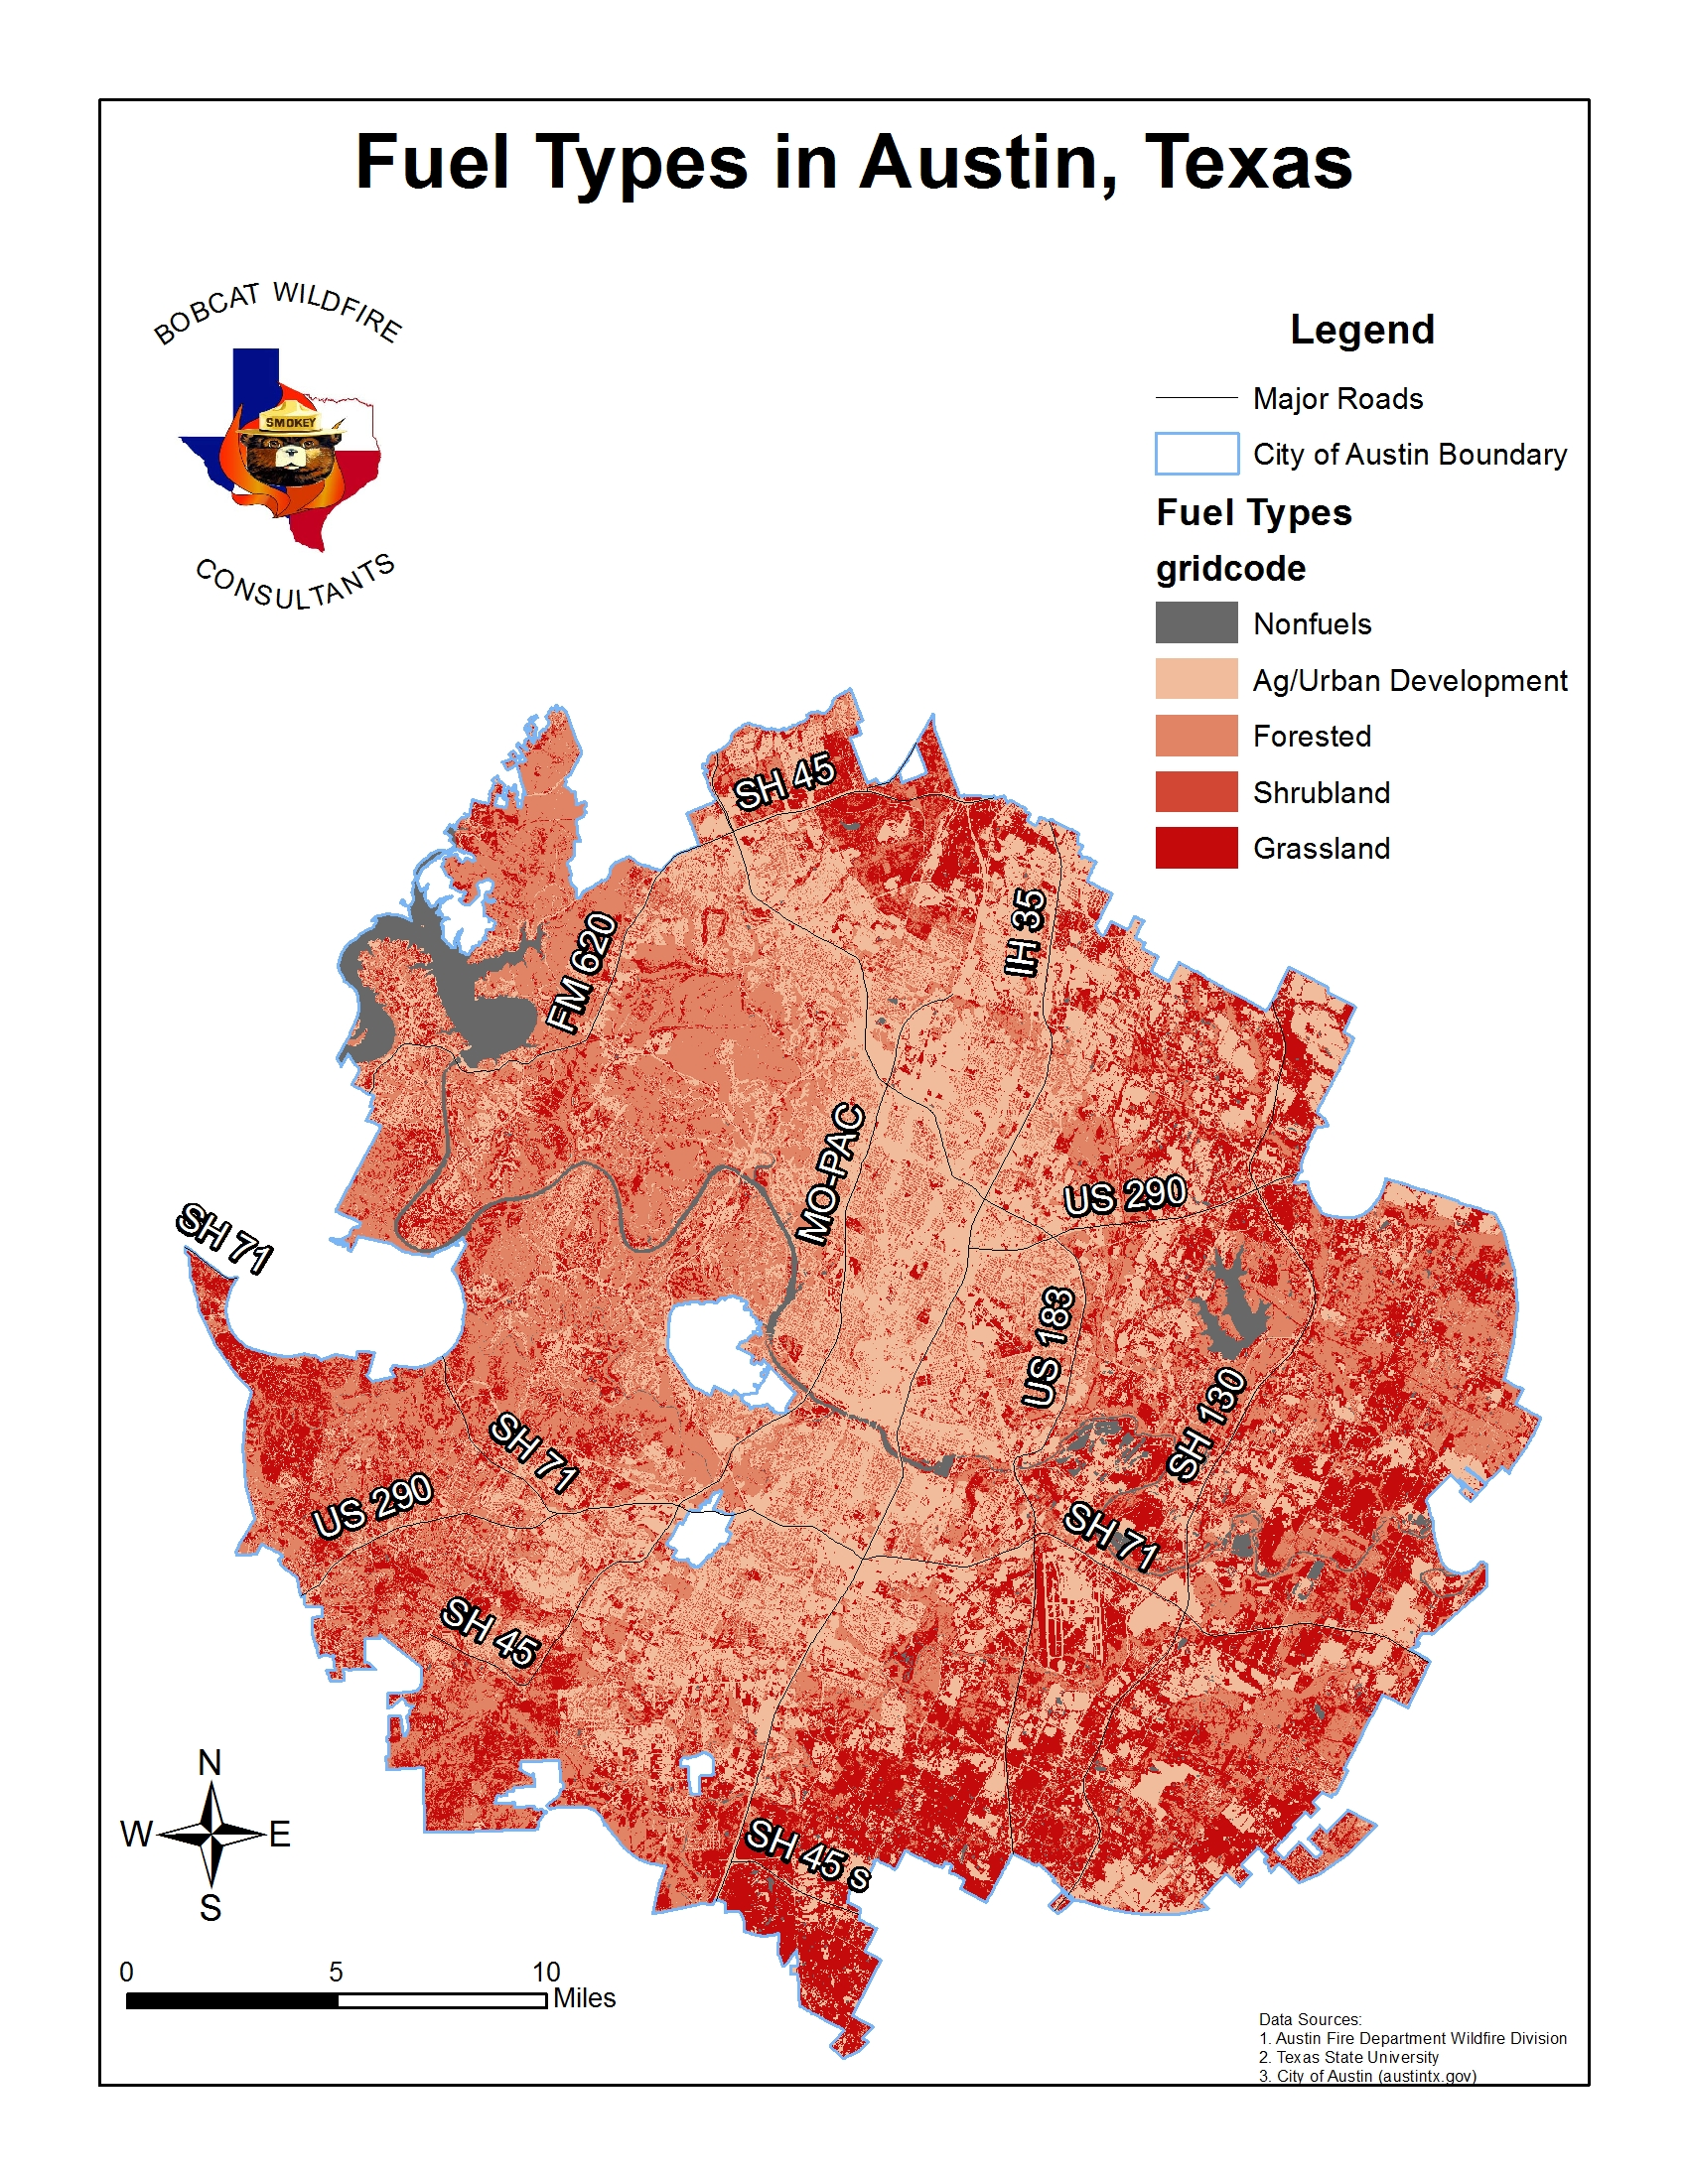 Fuel Types in Austin, Texas
BOBCAT WILDFIRE
SMOKEY
CONSULTANTS
Legend
Major Roads
City of Austin Boundary
Fuel Types
gridcode
Nonfuels
Ag/Urban Development
Forested
Shrubland
Grassland
SH 45
IH 35
FM 620
MO-PAC
US 290
SH 71
US 183
SH 130
SH 71
US 290
SH 71
SH 45
SH 45 s
N
W E
S
0 5 10
Miles
Data Sources:
1. Austin Fire Department Wildfire Division
2. Texas State University
3. City of Austin (austintx.gov)